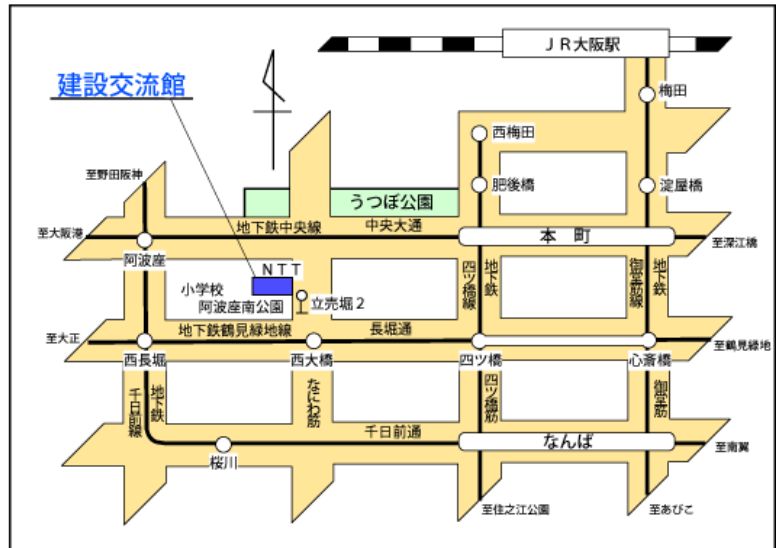 JR大阪駅
建設交流館
梅田
西梅田
至野田阪神
肥後橋
淀屋橋
うつぼ公園
地下鉄中央線
中央大通
至大阪港
本 町
至深江橋
阿波座
NTT
小学校
阿波座南公園
立売堀2
四ツ橋線
地下鉄
御堂筋線
地下鉄
地下鉄鶴見緑地線
長堀通
至大正
至鶴見緑地
西長堀
西大橋
四ツ橋
心斎橋
千日前線
地下鉄
なにわ筋
四ツ橋筋
御堂筋
千日前通
なんば
至南巽
桜川
至住之江公園
至あびこ